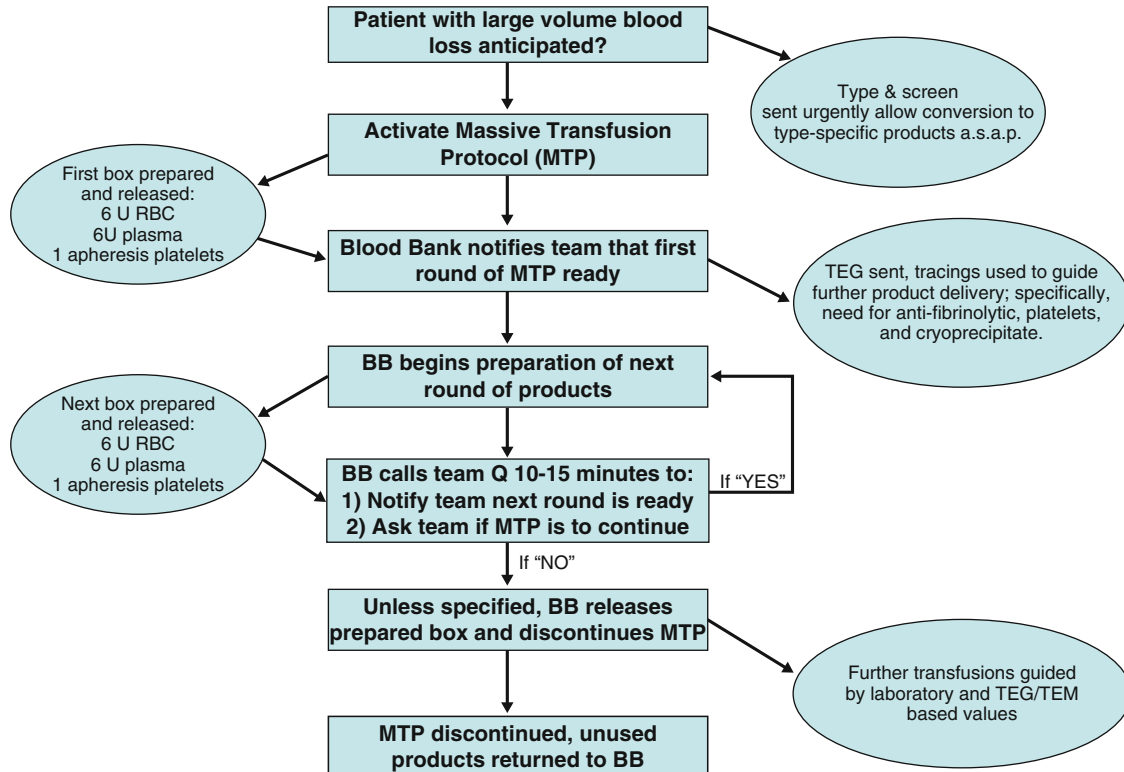 Patient with large volume blood
loss anticipated?
Type & screen
sent urgently allow conversion to
type-specific products a.s.a.p.
Activate Massive Transfusion
Protocol (MTP)
First box prepared
and released:
6 U RBC
6U plasma
1 apheresis platelets
Blood Bank notifies team that first
round of MTP ready
TEG sent, tracings used to guide
further product delivery; specifically,
need for anti-fibrinolytic, platelets,
and cryoprecipitate.
BB begins preparation of next
round of products
Next box prepared
and released:
6 U RBC
6 U plasma
1 apheresis platelets
BB calls team Q 10-15 minutes to:
1) Notify team next round is ready
2) Ask team if MTP is to continue
If “YES”
If “NO”
Unless specified, BB releases
prepared box and discontinues MTP
Further transfusions guided
by laboratory and TEG/TEM
based values
MTP discontinued, unused
products returned to BB